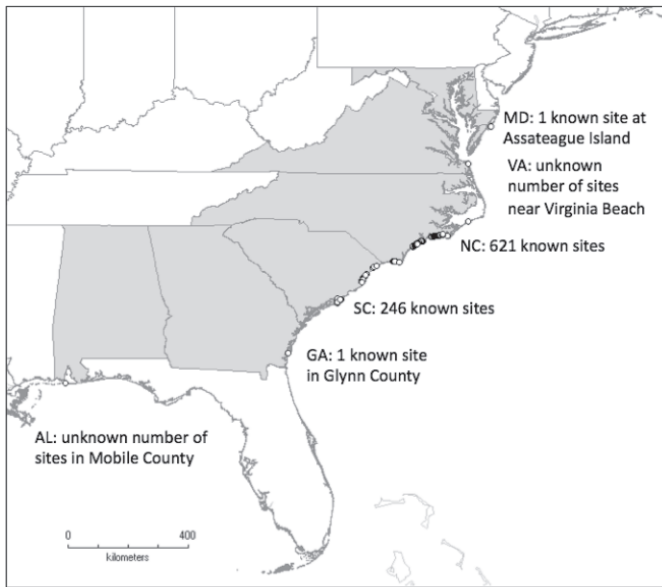 MD: 1 known site at
Assateague Island
VA: unknown
number of sites
near Virginia Beach
NC: 621 known sites
SC: 246 known sites
GA: 1 known site
in Glynn County
AL: unknown number of
sites in Mobile County
0 400
kilometers